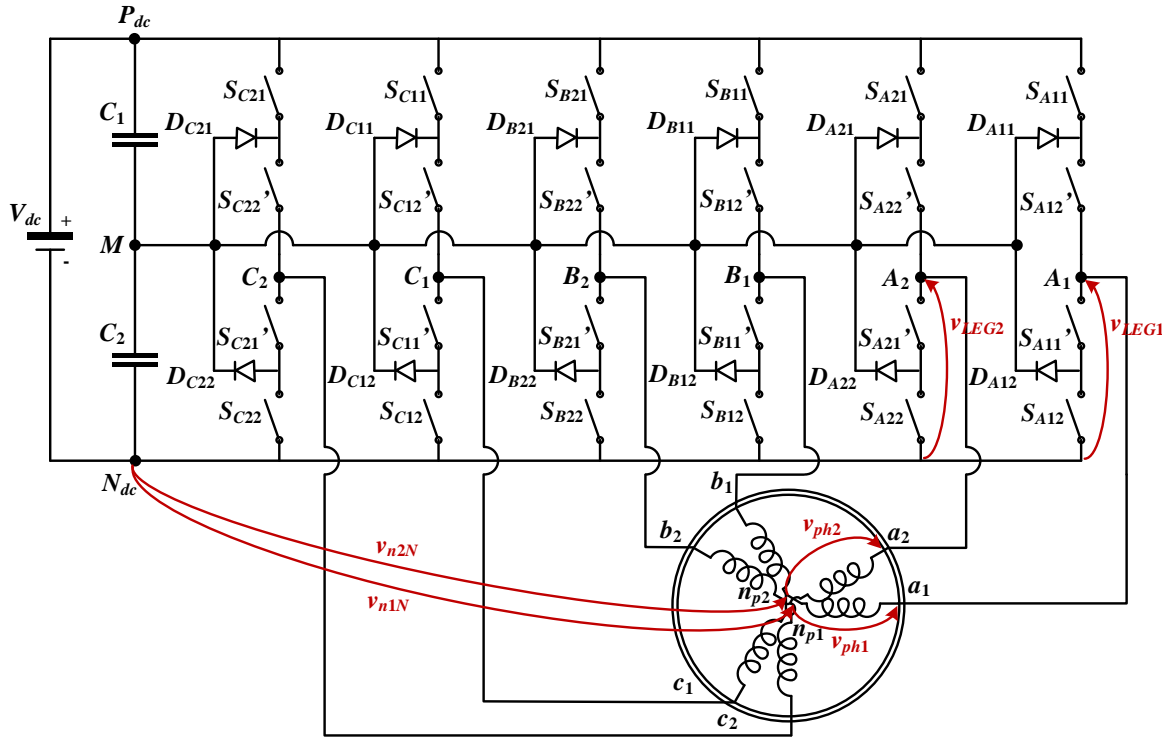 P_dc
S_C21 S_C11 S_B21 S_B11 S_A21 S_A11
C_1 D_C21 D_C11 D_B21 D_B11 D_A21 D_A11
S_C22' S_C12' S_B22' S_B12' S_A22' S_A12'
V_dc +
-
M
C_2 C_1 B_2 B_1 A_2 A_1
v_LEG2 v_LEG1
C_2 S_C21' S_C11' S_B21' S_B11' S_A21' S_A11'
D_C22 D_C12 D_B22 D_B12 D_A22 D_A12
S_C22 S_C12 S_B22 S_B12 S_A22 S_A12
N_dc
b_1
b_2 v_ph2 a_2
v_n2N
v_n1N
n_p2 a_1
n_p1
v_ph1
c_1
c_2